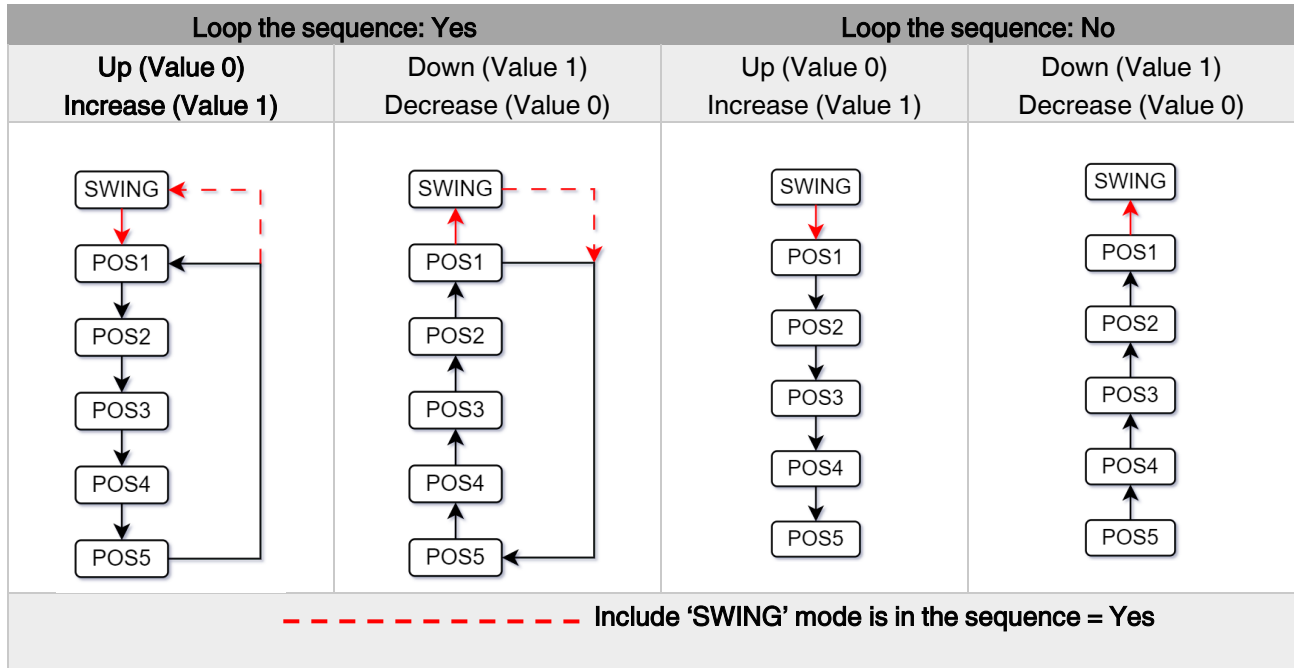 Loop the sequence: Yes
Loop the sequence: No
Up (Value 0)
Increase (Value 1)
Down (Value 1)
Decrease (Value 0)
Up (Value 0)
Increase (Value 1)
Down (Value 1)
Decrease (Value 0)
SWING
POS1
POS2
POS3
POS4
POS5
SWING
POS1
POS2
POS3
POS4
POS5
SWING
POS1
POS2
POS3
POS4
POS5
SWING
POS1
POS2
POS3
POS4
POS5
Include ‘SWING’ mode is in the sequence = Yes